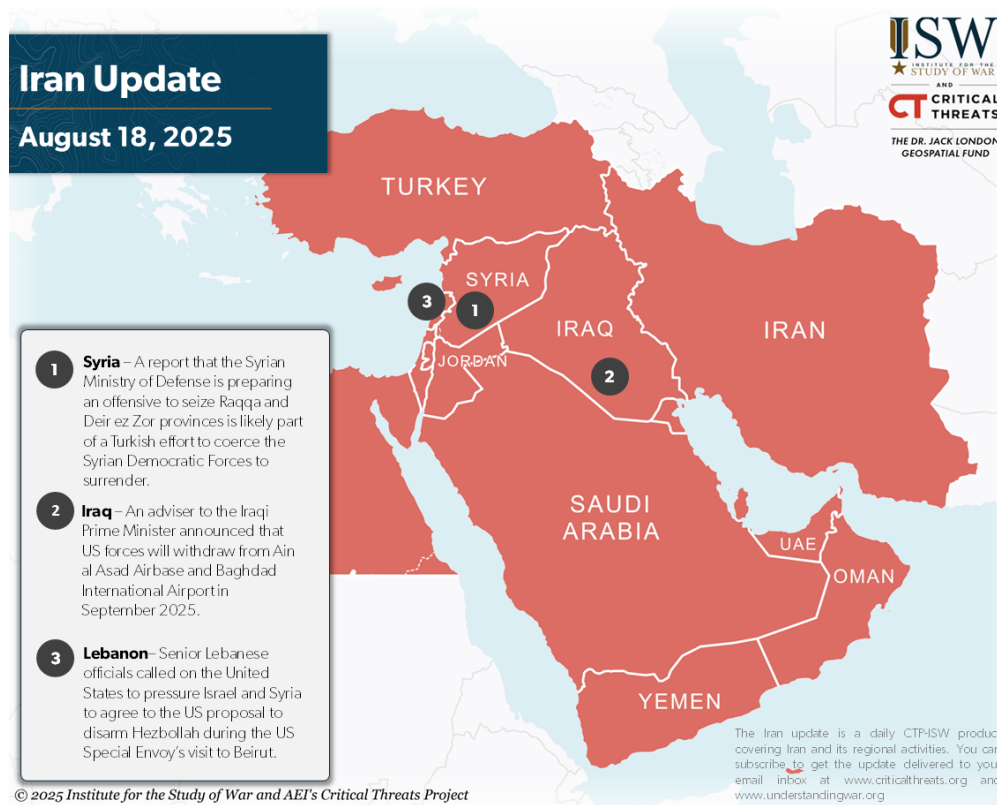 Iran Update
August 18, 2025
ISW
INSTITUTE FOR THE
STUDY OF WAR
AND
CT CRITICAL
THREATS
THE DR. JACK LONDON
GEOSPATIAL FUND
TURKEY
SYRIA
3
1
IRAQ
IRAN
JORDAN
2
SAUDI
ARABIA
UAE
OMAN
YEMEN
1 Syria – A report that the Syrian
Ministry of Defense is preparing
an offensive to seize Raqqa and
Deir ez Zor provinces is likely part
of a Turkish effort to coerce the
Syrian Democratic Forces to
surrender.
2 Iraq – An adviser to the Iraqi
Prime Minister announced that
US forces will withdraw from Ain
al Asad Airbase and Baghdad
International Airport in
September 2025.
3 Lebanon– Senior Lebanese
officials called on the United
States to pressure Israel and Syria
to agree to the US proposal to
disarm Hezbollah during the US
Special Envoy's visit to Beirut.
The Iran update is a daily CTP-ISW produc
covering Iran and its regional activities. You can
subscribe to get the update delivered to you
email inbox at www.criticalthreats.org and
www.understandingwar.org
© 2025 Institute for the Study of War and AEI's Critical Threats Project